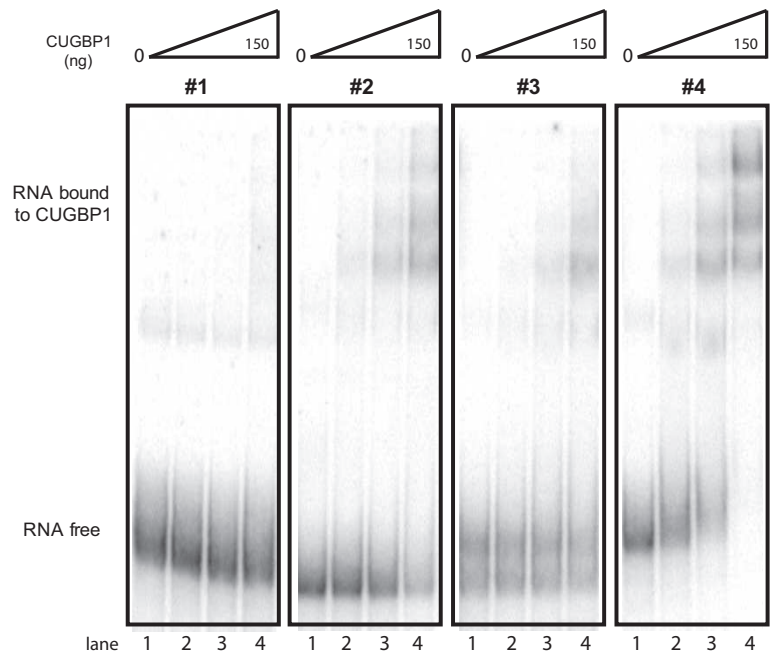 CUGBP1
(ng)
0 150 0 150 0 150 0 150
#1 #2 #3 #4
RNA bound
to CUGBP1
RNA free
lane 1 2 3 4 1 2 3 4 1 2 3 4 1 2 3 4